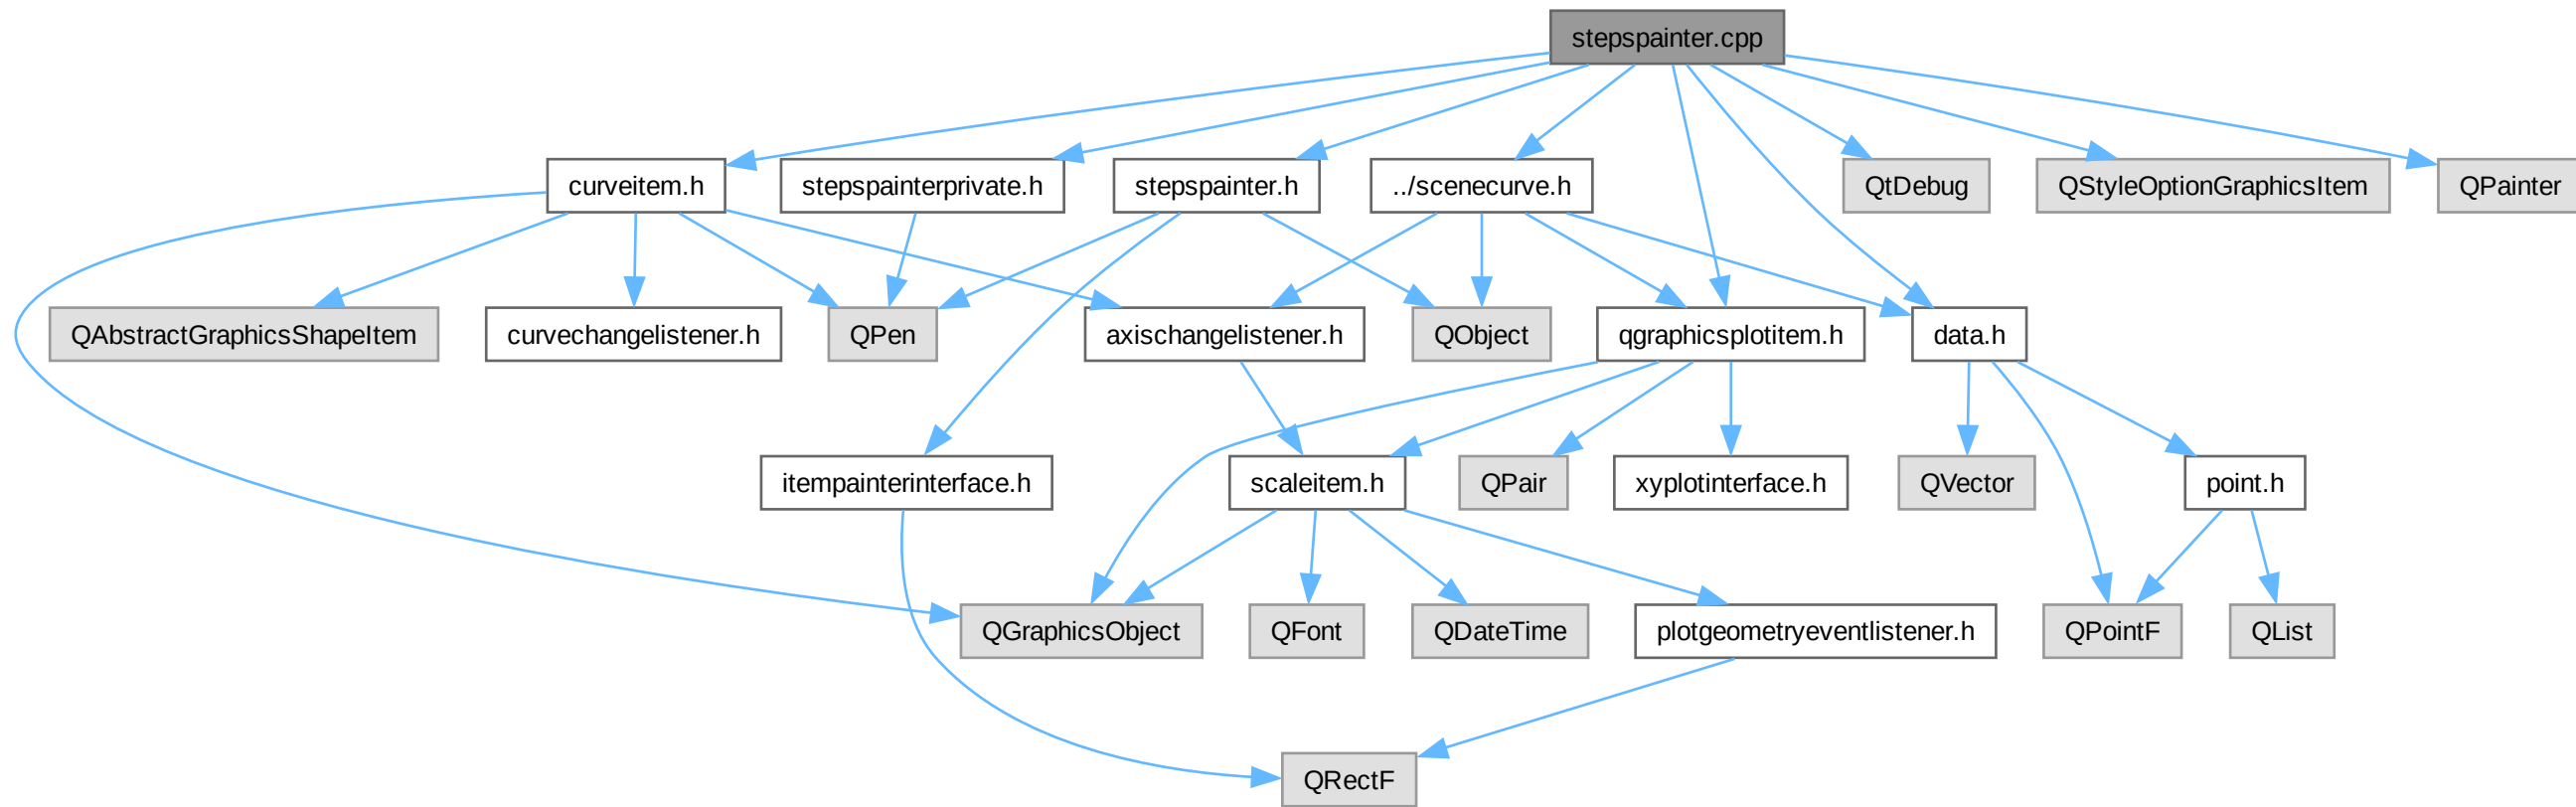 stepspainter.cpp
curveitem.h
stepspainterprivate.h
stepspainter.h
../scenecurve.h
QtDebug
QStyleOptionGraphicsItem
QPainter
QAbstractGraphicsShapeItem
curvechangelistener.h
QPen
axischangelistener.h
QObject
qgraphicsplotitem.h
data.h
itempainterinterface.h
scaleitem.h
QPair
xyplotinterface.h
QVector
point.h
QGraphicsObject
QFont
QDateTime
plotgeometryeventlistener.h
QPointF
QList
QRectF